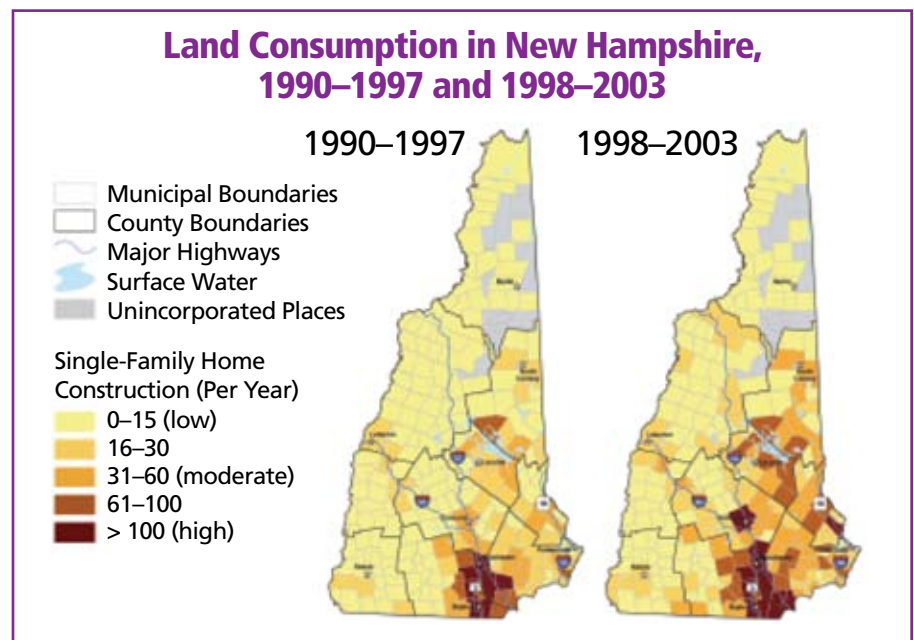 Land Consumption in New Hampshire,
1990–1997 and 1998–2003
1990–1997
1998–2003
Municipal Boundaries
County Boundaries
Major Highways
Surface Water
Unincorporated Places
Single-Family Home
Construction (Per Year)
0–15 (low)
16–30
31–60 (moderate)
61–100
> 100 (high)